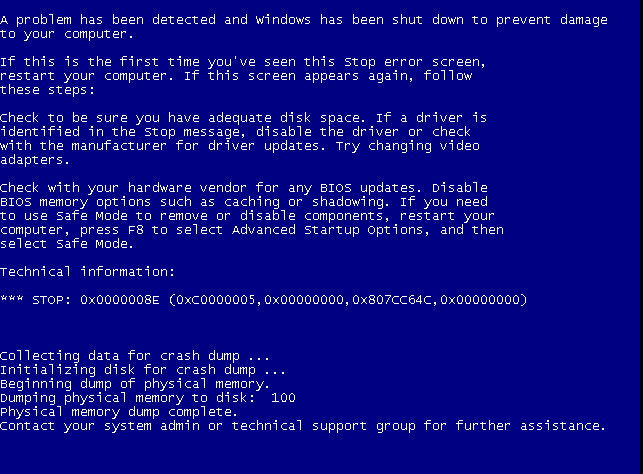 A problem has been detected and Windows has been shut down to prevent damage
to your computer.
If this is the first time you've seen this Stop error screen,
restart your computer. If this screen appears again, follow
these steps:
Check to be sure you have adequate disk space. If a driver is
identified in the Stop message, disable the driver or check
with the manufacturer for driver updates. Try changing video
adapters.
Check with your hardware vendor for any BIOS updates. Disable
BIOS memory options such as caching or shadowing. If you need
to use Safe Mode to remove or disable components, restart your
computer, press F8 to select Advanced Startup Options, and then
select Safe Mode.
Technical information:
*** STOP: 0x0000008E (0xC0000005,0x00000000,0x807CC64C,0x00000000)
Collecting data for crash dump ...
Initializing disk for crash dump ...
Beginning dump of physical memory.
Dumping physical memory to disk:  100
Physical memory dump complete.
Contact your system admin or technical support group for further assistance.